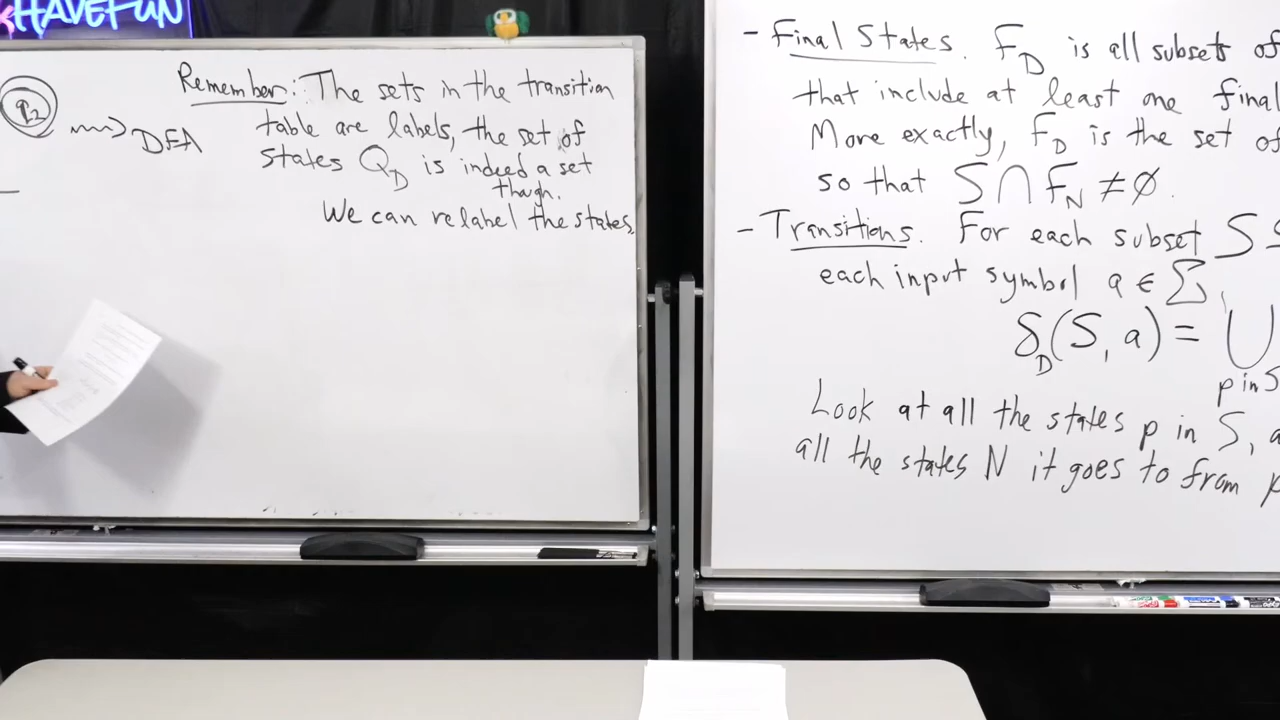 HAVEFUN
q₂
DFA
Remember: The sets in the transition
table are labels, the set of
states Q_D is indeed a set
though.
We can relabel the states.
- Final States. F_D is all subsets of
that include at least one final
More exactly, F_D is the set of
so that S ∩ F_N ≠ ∅.
- Transitions. For each subset S ⊆
each input symbol a ∈ Σ,
δ_D(S, a) = ⋃
p in S
Look at all the states p in S, a
all the states N it goes to from p